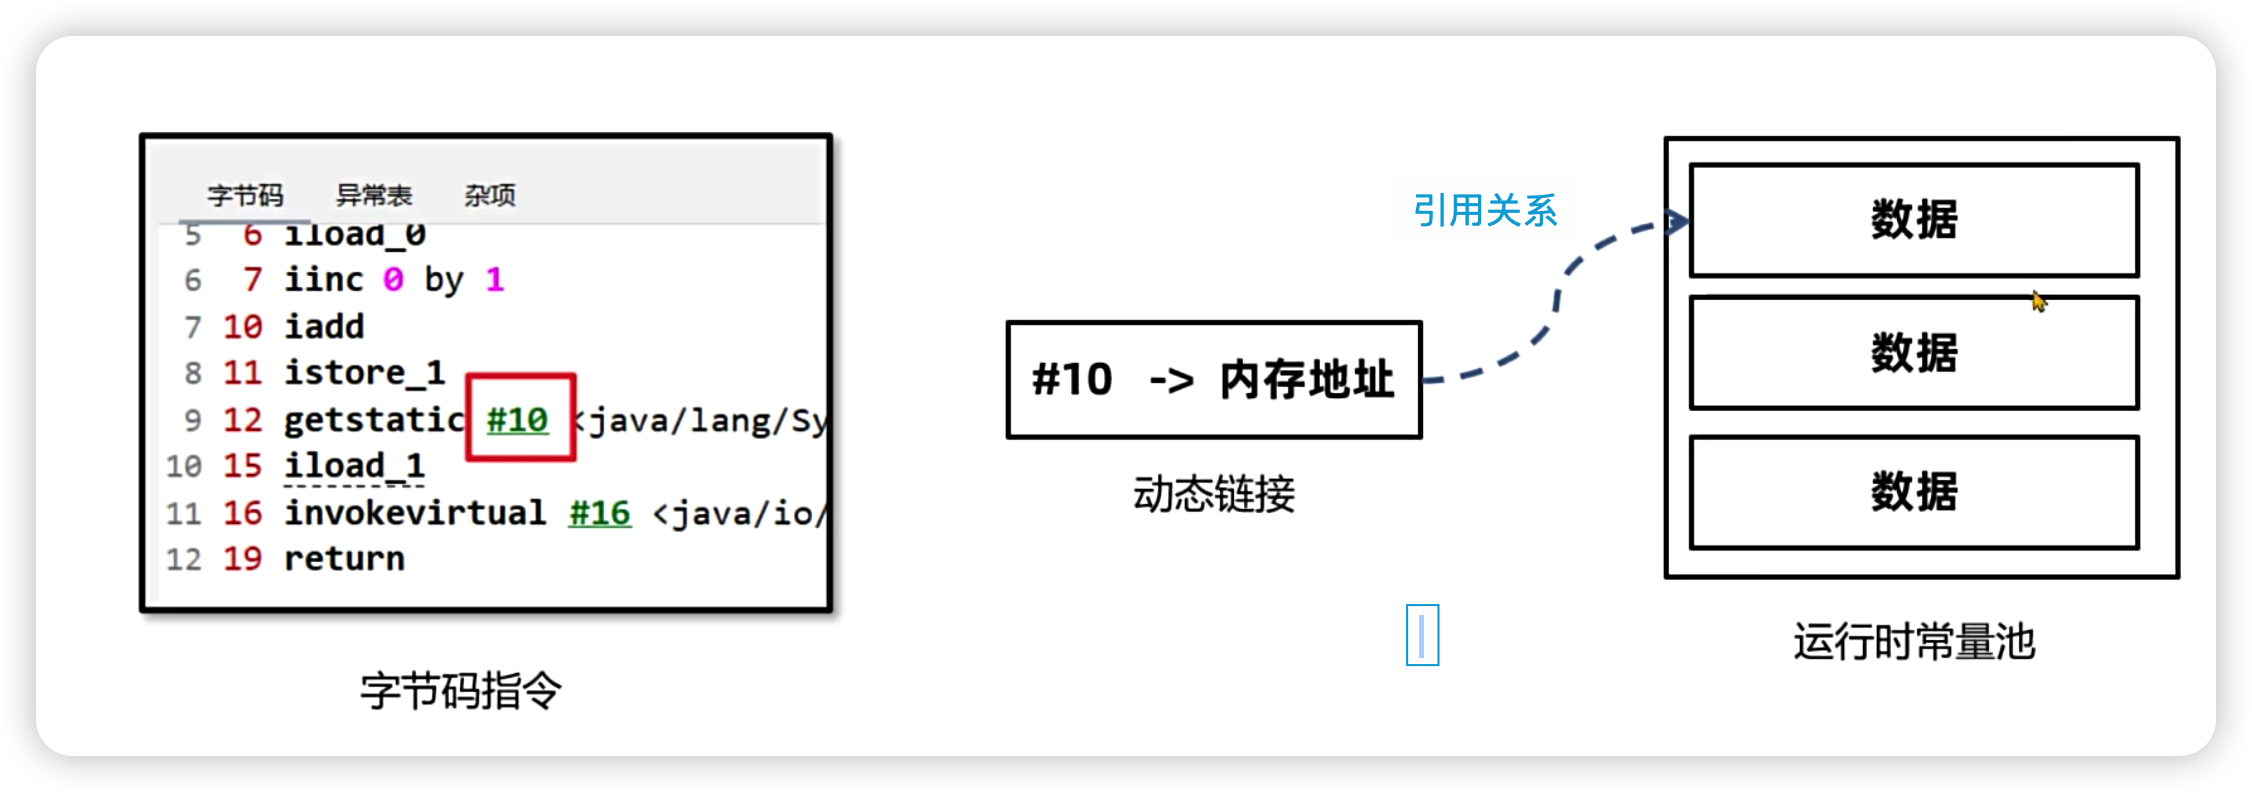 字节码 异常表 杂项
5 6 iload_0
6 7 iinc 0 by 1
7 10 iadd
8 11 istore_1
9 12 getstatic #10 <java/lang/Sy
10 15 iload_1
11 16 invokevirtual #16 <java/io/
12 19 return
字节码指令
#10 -> 内存地址
动态链接
引用关系
数据
数据
数据
运行时常量池